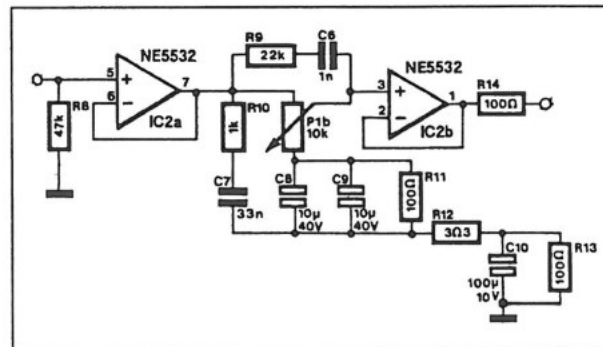 NE5532
5
+
6
−
7
IC2a
R8
47k
R9
22k
C6
1n
R10
1k
P1b
10k
C7
33n
C8
10µ
40V
C9
10µ
40V
R11
100Ω
NE5532
3
+
2
−
1
IC2b
R14
100Ω
R12
3Ω3
C10
100µ
10V
R13
100Ω